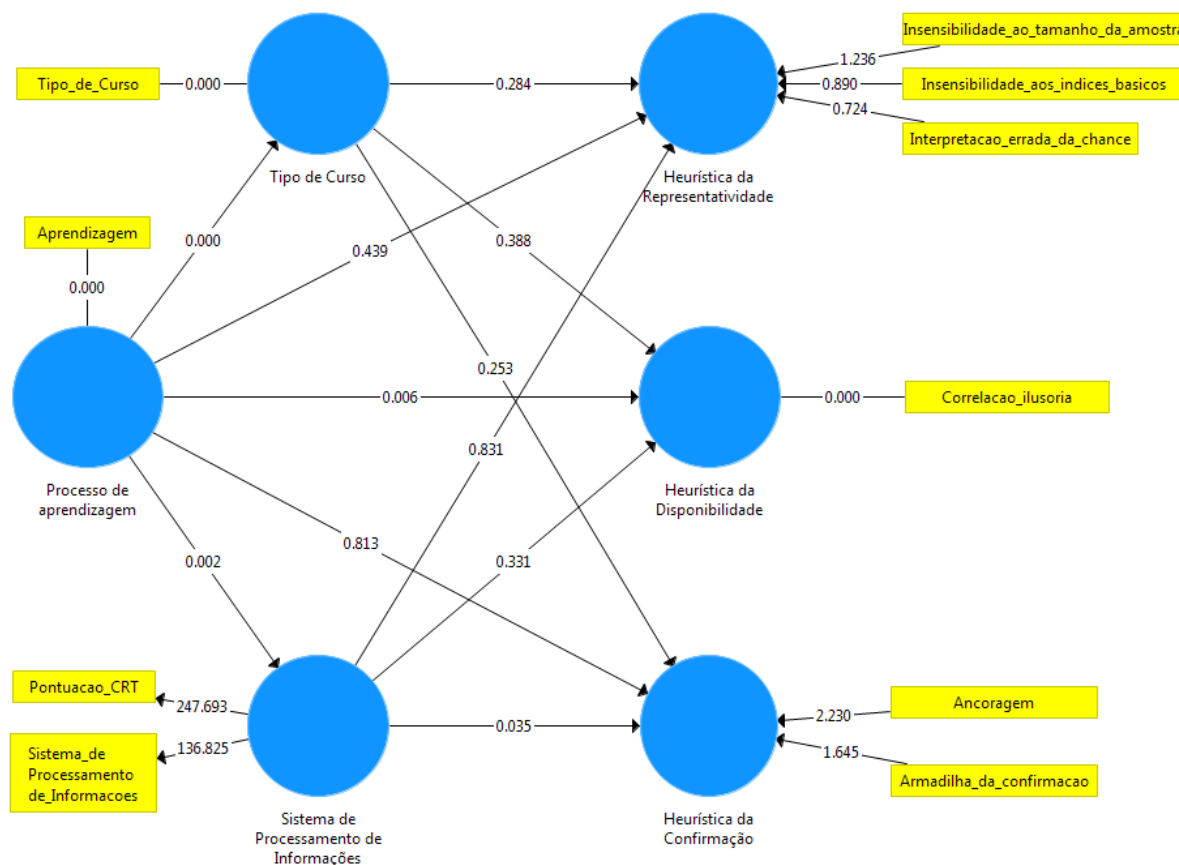 Insensibilidade_ao_tamanho_da_amostra
1.236
Tipo_de_Curso
0.000
0.284
0.890
Insensibilidade_aos_indices_basicos
0.724
Interpretacao_errada_da_chance
Tipo de Curso
Heurística da
Representatividade
Aprendizagem
0.000
0.000
0.439
0.388
0.253
0.006
0.000
Correlacao_ilusoria
0.831
Processo de
aprendizagem
Heurística da
Disponibilidade
0.813
0.002
0.331
Pontuacao_CRT
247.693
136.825
Sistema_de
Processamento
de_Informacoes
0.035
2.230
Ancoragem
1.645
Armadilha_da_confirmacao
Sistema de
Processamento de
Informações
Heurística da
Confirmação